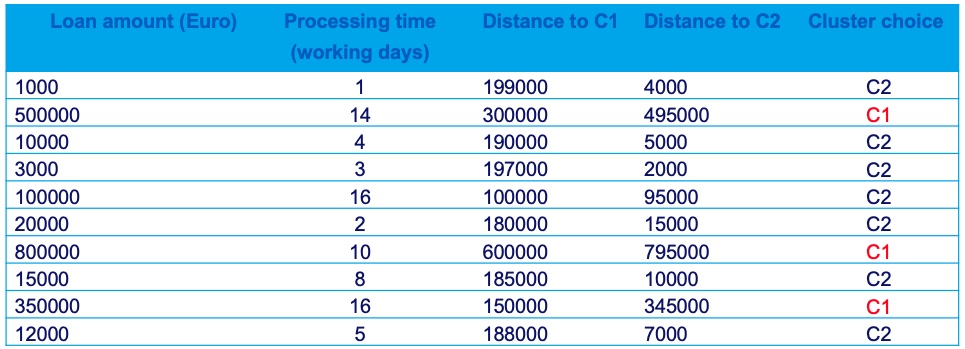 Loan amount (Euro) Processing time Distance to C1 Distance to C2 Cluster choice
(working days)
1000 1 199000 4000 C2
500000 14 300000 495000 C1
10000 4 190000 5000 C2
3000 3 197000 2000 C2
100000 16 100000 95000 C2
20000 2 180000 15000 C2
800000 10 600000 795000 C1
15000 8 185000 10000 C2
350000 16 150000 345000 C1
12000 5 188000 7000 C2